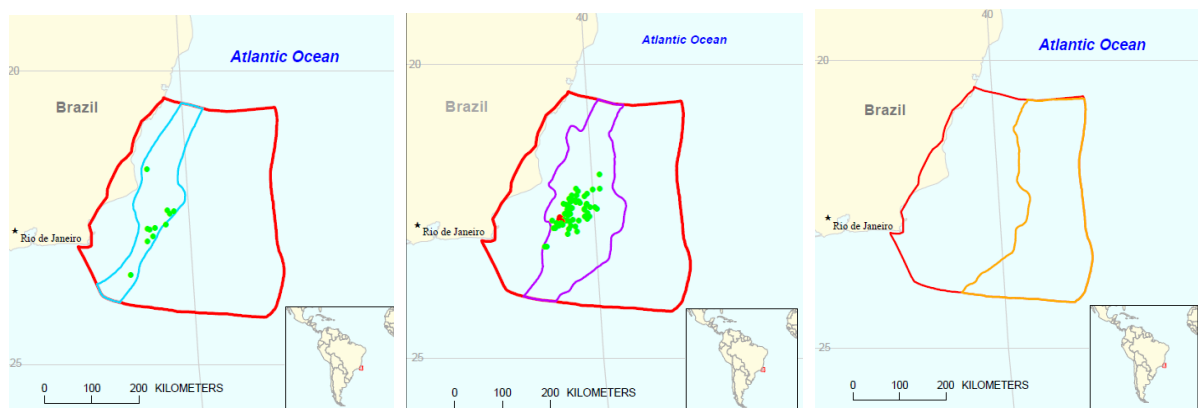 Atlantic Ocean
20
Brazil
Rio de Janeiro
25
0 100 200 KILOMETERS
40
Atlantic Ocean
20
Brazil
Rio de Janeiro
25
0 100 200 KILOMETERS
40
Atlantic Ocean
20
Brazil
Rio de Janeiro
25
0 100 200 KILOMETERS